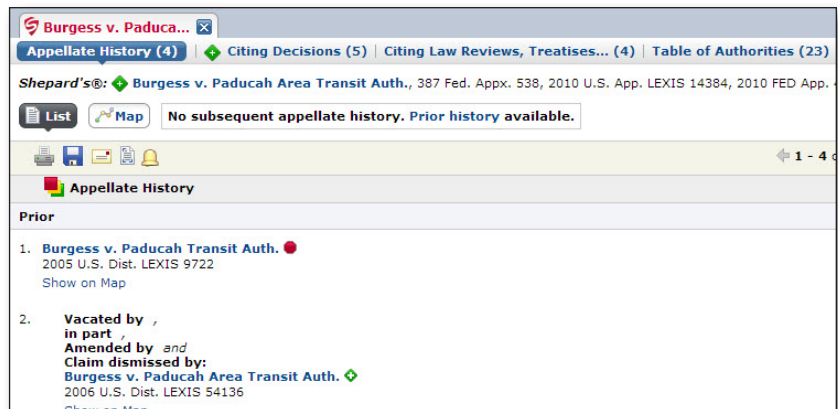 Burgess v. Paduca...
Appellate History (4) | Citing Decisions (5) | Citing Law Reviews, Treatises... (4) | Table of Authorities (23)
Shepard's®: Burgess v. Paducah Area Transit Auth., 387 Fed. Appx. 538, 2010 U.S. App. LEXIS 14384, 2010 FED App.
List Map No subsequent appellate history. Prior history available.
1 - 4
Appellate History
Prior
1. Burgess v. Paducah Transit Auth.
2005 U.S. Dist. LEXIS 9722
Show on Map
2. Vacated by ,
in part ,
Amended by and
Claim dismissed by:
Burgess v. Paducah Area Transit Auth.
2006 U.S. Dist. LEXIS 54136
Show on Map